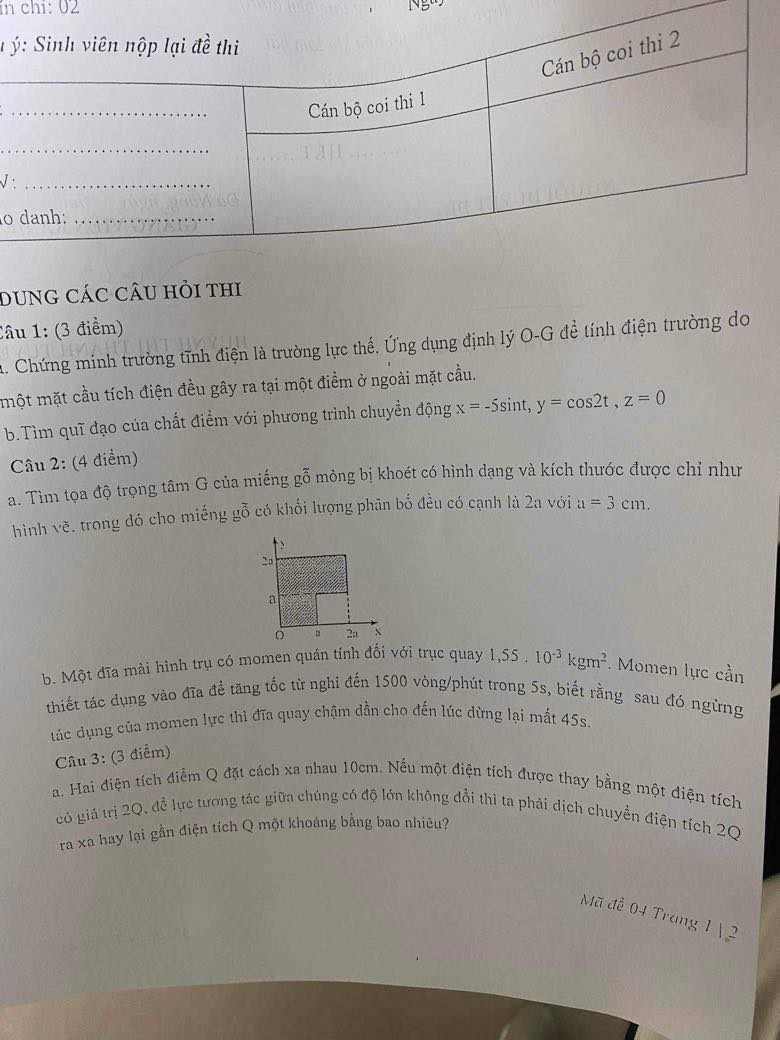 ín chỉ: 02
ý: Sinh viên nộp lại đề thi
Cán bộ coi thi 1
Cán bộ coi thi 2
o danh: ....................
DUNG CÁC CÂU HỎI THI
Câu 1: (3 điểm)
a. Chứng minh trường tĩnh điện là trường lực thế. Ứng dụng định lý O-G để tính điện trường do
một mặt cầu tích điện đều gây ra tại một điểm ở ngoài mặt cầu.
b.Tìm quĩ đạo của chất điểm với phương trình chuyển động x = -5sint, y = cos2t , z = 0
Câu 2: (4 điểm)
a. Tìm tọa độ trọng tâm G của miếng gỗ mỏng bị khoét có hình dạng và kích thước được chỉ như
hình vẽ. trong đó cho miếng gỗ có khối lượng phân bố đều có cạnh là 2a với a = 3 cm.
y
2a
a
O a 2a x
b. Một đĩa mài hình trụ có momen quán tính đối với trục quay 1,55 . 10⁻³ kgm². Momen lực cần
thiết tác dụng vào đĩa để tăng tốc từ nghỉ đến 1500 vòng/phút trong 5s, biết rằng sau đó ngừng
tác dụng của momen lực thì đĩa quay chậm dần cho đến lúc dừng lại mất 45s.
Câu 3: (3 điểm)
a. Hai điện tích điểm Q đặt cách xa nhau 10cm. Nếu một điện tích được thay bằng một điện tích
có giá trị 2Q, để lực tương tác giữa chúng có độ lớn không đổi thì ta phải dịch chuyển điện tích 2Q
ra xa hay lại gần điện tích Q một khoảng bằng bao nhiêu?
Mã đề 04 Trang 1 | 2